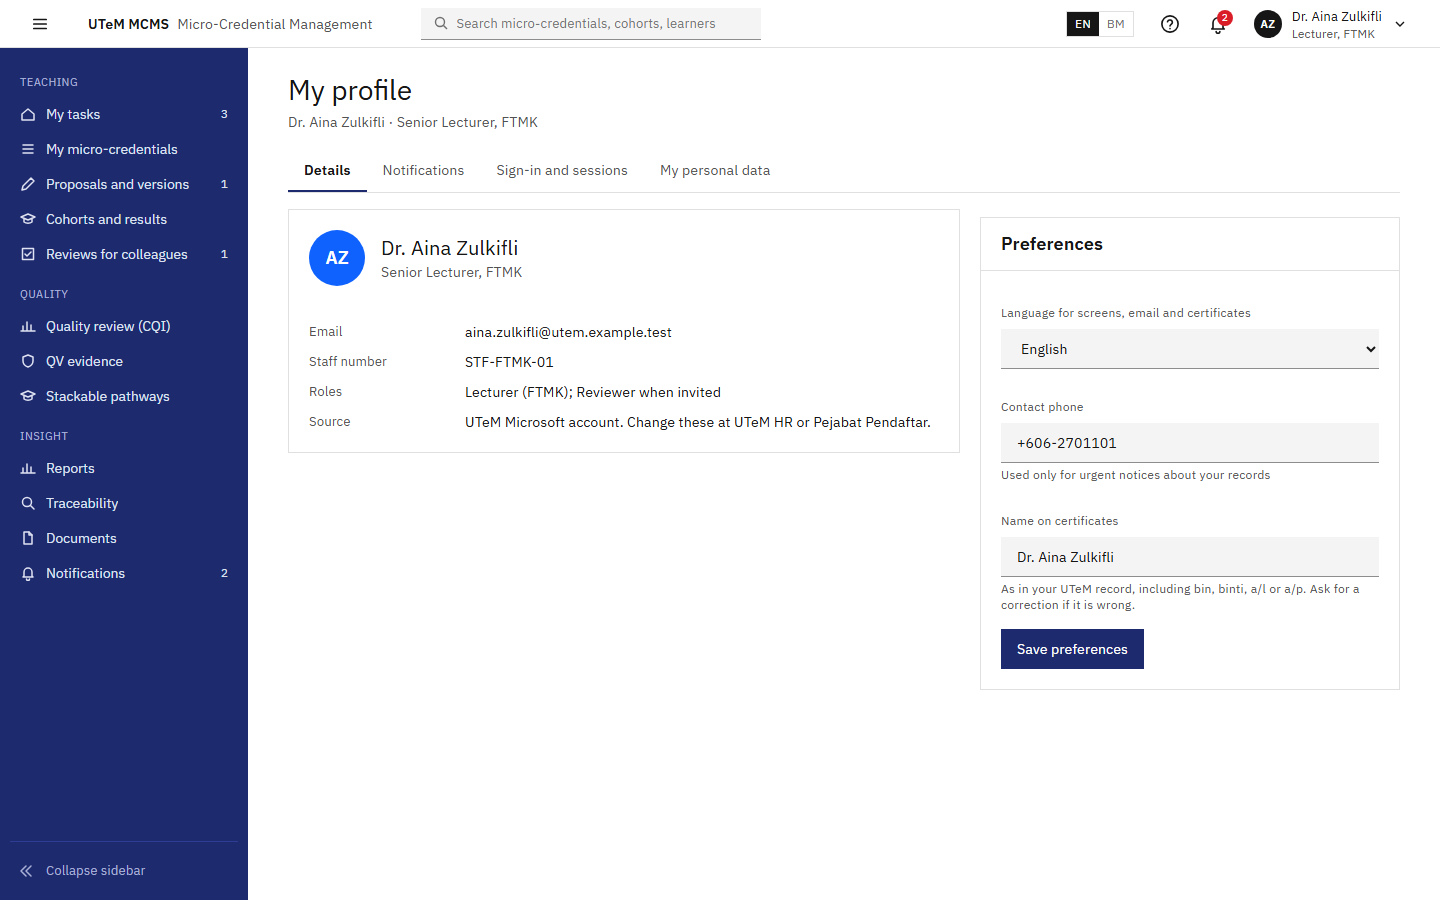 UTeM MCMS Micro-Credential Management
Search micro-credentials, cohorts, learners
EN BM
2
AZ
Dr. Aina Zulkifli
Lecturer, FTMK
TEACHING
My tasks 3
My micro-credentials
Proposals and versions 1
Cohorts and results
Reviews for colleagues 1
QUALITY
Quality review (CQI)
QV evidence
Stackable pathways
INSIGHT
Reports
Traceability
Documents
Notifications 2
Collapse sidebar
My profile
Dr. Aina Zulkifli · Senior Lecturer, FTMK
Details Notifications Sign-in and sessions My personal data
AZ
Dr. Aina Zulkifli
Senior Lecturer, FTMK
Email aina.zulkifli@utem.example.test
Staff number STF-FTMK-01
Roles Lecturer (FTMK); Reviewer when invited
Source UTeM Microsoft account. Change these at UTeM HR or Pejabat Pendaftar.
Preferences
Language for screens, email and certificates
English
Contact phone
+606-2701101
Used only for urgent notices about your records
Name on certificates
Dr. Aina Zulkifli
As in your UTeM record, including bin, binti, a/l or a/p. Ask for a
correction if it is wrong.
Save preferences